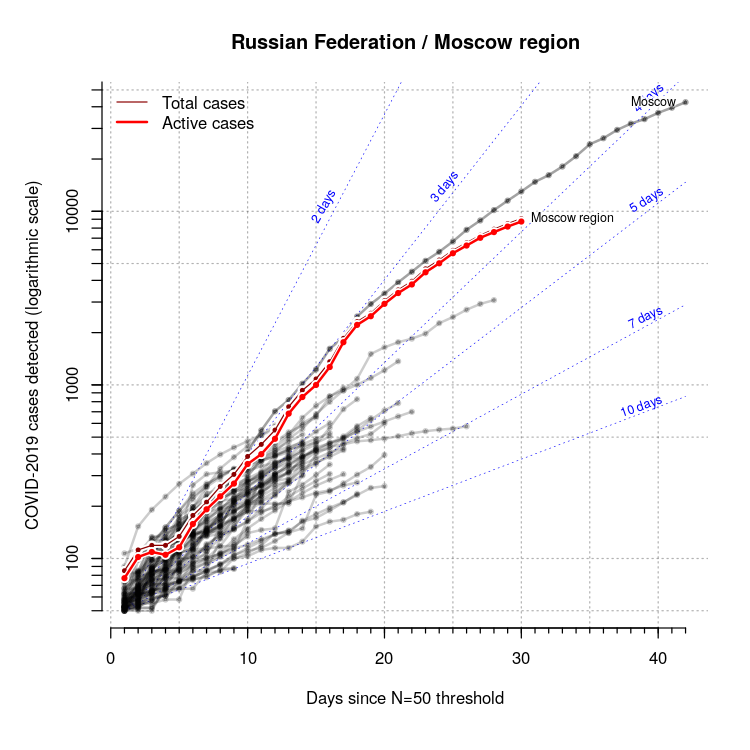 Russian Federation / Moscow region
Total cases
Active cases
2 days
3 days
4 days
5 days
7 days
10 days
Moscow
Moscow region
COVID-2019 cases detected (logarithmic scale)
10000
1000
100
0 10 20 30 40
Days since N=50 threshold